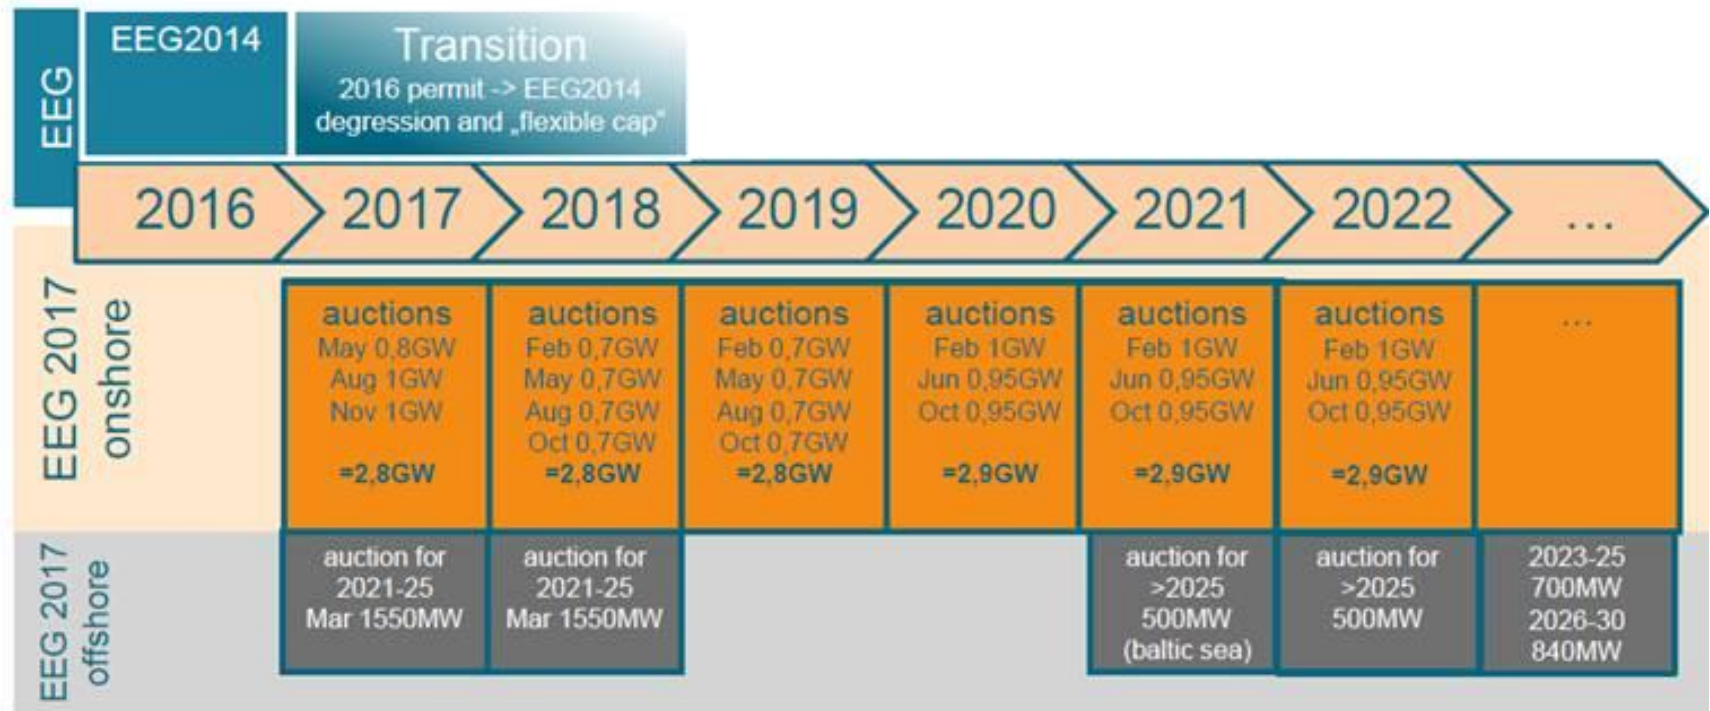 EEG
EEG2014
Transition
2016 permit -> EEG2014
degression and „flexible cap“
2016
2017
2018
2019
2020
2021
2022
...
EEG 2017
onshore
auctions
May 0,8GW
Aug 1GW
Nov 1GW
=2,8GW
auctions
Feb 0,7GW
May 0,7GW
Aug 0,7GW
Oct 0,7GW
=2,8GW
auctions
Feb 0,7GW
May 0,7GW
Aug 0,7GW
Oct 0,7GW
=2,8GW
auctions
Feb 1GW
Jun 0,95GW
Oct 0,95GW
=2,9GW
auctions
Feb 1GW
Jun 0,95GW
Oct 0,95GW
=2,9GW
auctions
Feb 1GW
Jun 0,95GW
Oct 0,95GW
=2,9GW
...
EEG 2017
offshore
auction for
2021-25
Mar 1550MW
auction for
2021-25
Mar 1550MW
auction for
>2025
500MW
(baltic sea)
auction for
>2025
500MW
2023-25
700MW
2026-30
840MW